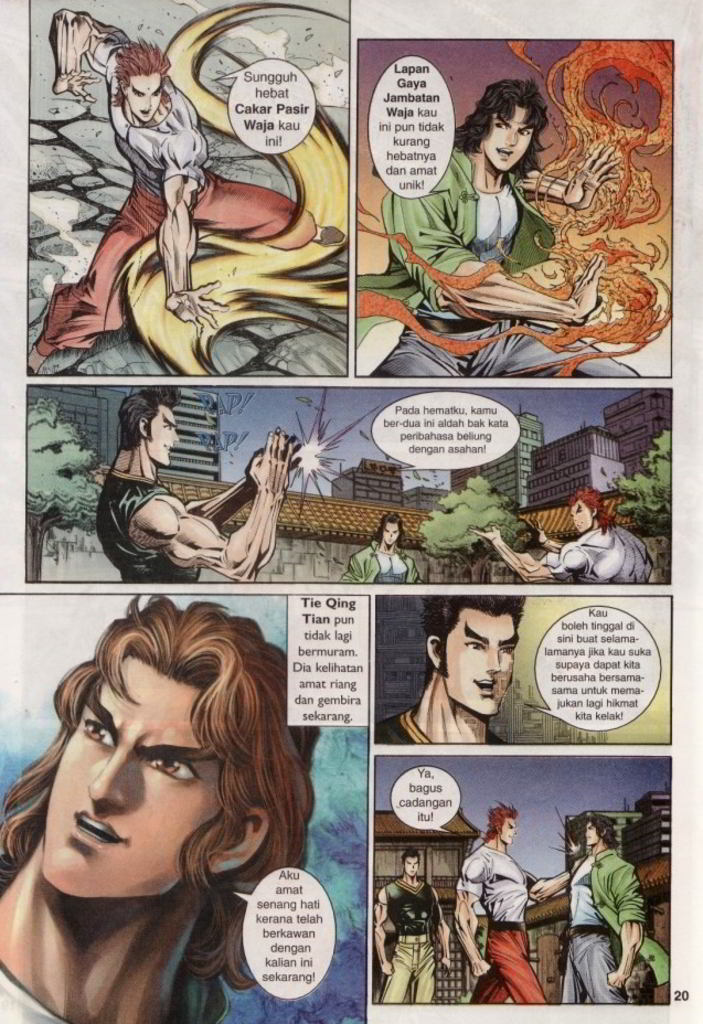 Sungguh
hebat
Cakar Pasir
Waja kau
ini!
Lapan
Gaya
Jambatan
Waja kau
ini pun tidak
kurang
hebatnya
dan amat
unik!
PAP!
PAP!
Pada hematku, kamu
ber-dua ini aldah bak kata
peribahasa beliung
dengan asahan!
Tie Qing
Tian pun
tidak lagi
bermuram.
Dia kelihatan
amat riang
dan gembira
sekarang.
Aku
amat
senang hati
kerana telah
berkawan
dengan
kalian ini
sekarang!
Kau
boleh tinggal di
sini buat selama-
lamanya jika kau suka
supaya dapat kita
berusaha bersama-
sama untuk mema-
jukan lagi hikmat
kita kelak!
Ya,
bagus
cadangan
itu!
20